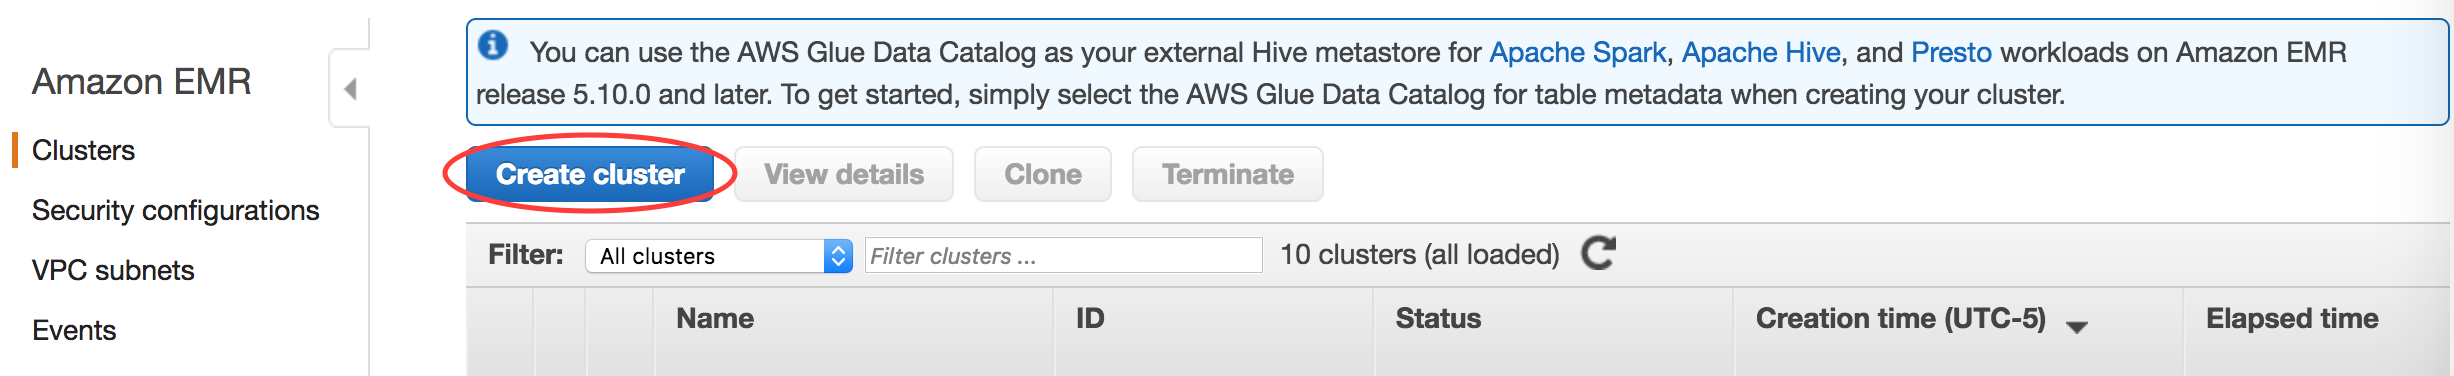 Amazon EMR
Clusters
Security configurations
VPC subnets
Events
You can use the AWS Glue Data Catalog as your external Hive metastore for Apache Spark, Apache Hive, and Presto workloads on Amazon EMR
release 5.10.0 and later. To get started, simply select the AWS Glue Data Catalog for table metadata when creating your cluster.
Create cluster View details Clone Terminate
Filter: All clusters Filter clusters ... 10 clusters (all loaded)
Name ID Status Creation time (UTC-5) Elapsed time